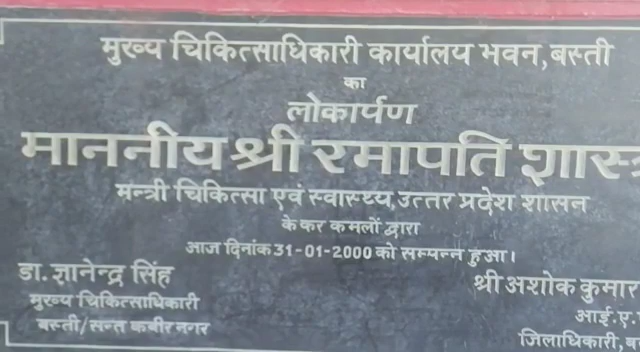 मुख्य चिकित्साधिकारी कार्यालय भवन,बस्ती
का
लोकार्पण
माननीय श्री रमापति
मन्त्री चिकित्सा एवं स्वास्थ्य,उत्तर प्रदेश शासन
के कर कमलों द्वारा
आज दिनांक 31-01-2000 को सम्पन्न हुआ।
डा. ज्ञानेन्द्र सिंह
मुख्य चिकित्साधिकारी
बस्ती/सन्त कबीर नगर
श्री अशोक कुमार
आई.ए.
जिलाधिकारी,